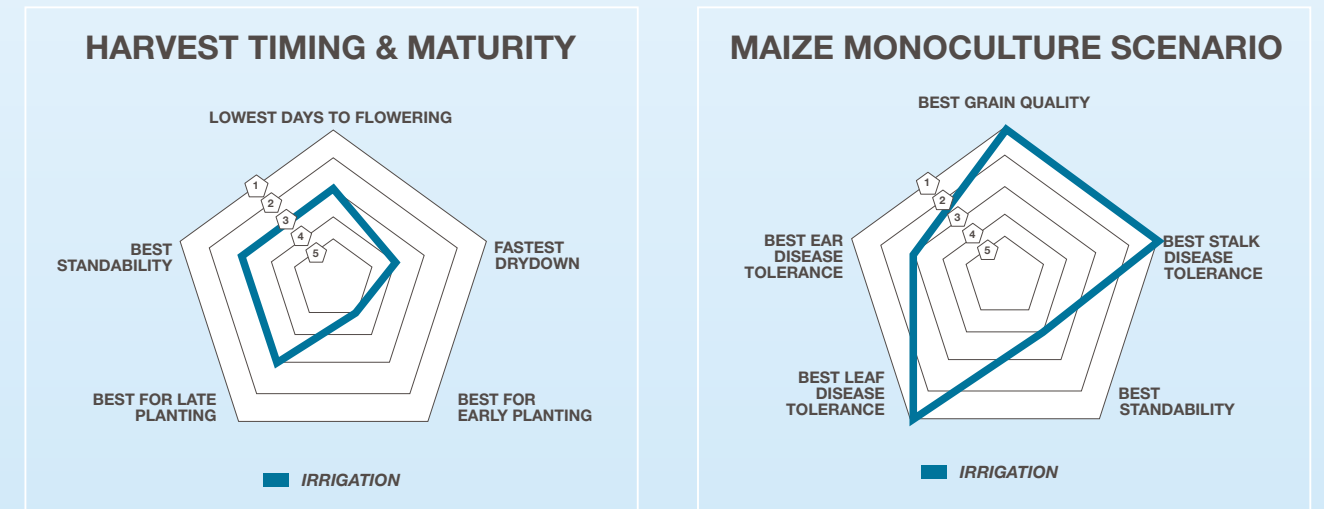 HARVEST TIMING & MATURITY
LOWEST DAYS TO FLOWERING
1
2
3
4
5
BEST
STANDABILITY
FASTEST
DRYDOWN
BEST FOR LATE
PLANTING
BEST FOR
EARLY PLANTING
IRRIGATION
MAIZE MONOCULTURE SCENARIO
BEST GRAIN QUALITY
1
2
3
4
5
BEST EAR
DISEASE
TOLERANCE
BEST STALK
DISEASE
TOLERANCE
BEST LEAF
DISEASE
TOLERANCE
BEST
STANDABILITY
IRRIGATION